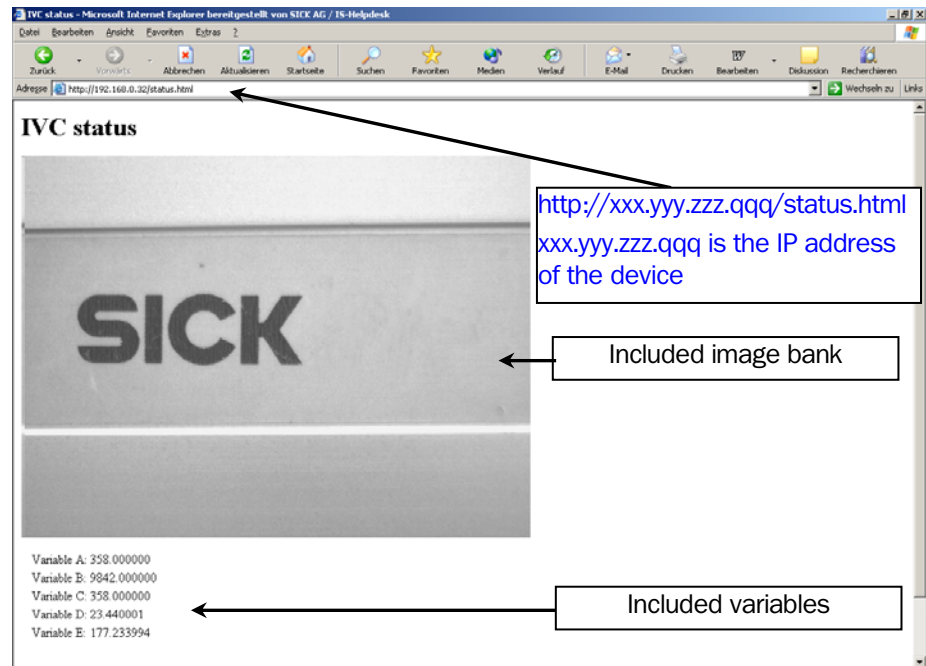 IVC status - Microsoft Internet Explorer bereitgestellt von SICK AG / IS-Helpdesk
Datei Bearbeiten Ansicht Favoriten Extras ?
Zurück Vorwärts Abbrechen Aktualisieren Startseite Suchen Favoriten Medien Verlauf E-Mail Drucken Bearbeiten Diskussion Recherchieren
Adresse http://192.168.0.32/status.html Wechseln zu Links
IVC status
http://xxx.yyy.zzz.qqq/status.html
xxx.yyy.zzz.qqq is the IP address
of the device
SICK
Included image bank
Variable A: 358.000000
Variable B: 9842.000000
Variable C: 358.000000
Variable D: 23.440001
Variable E: 177.233994
Included variables